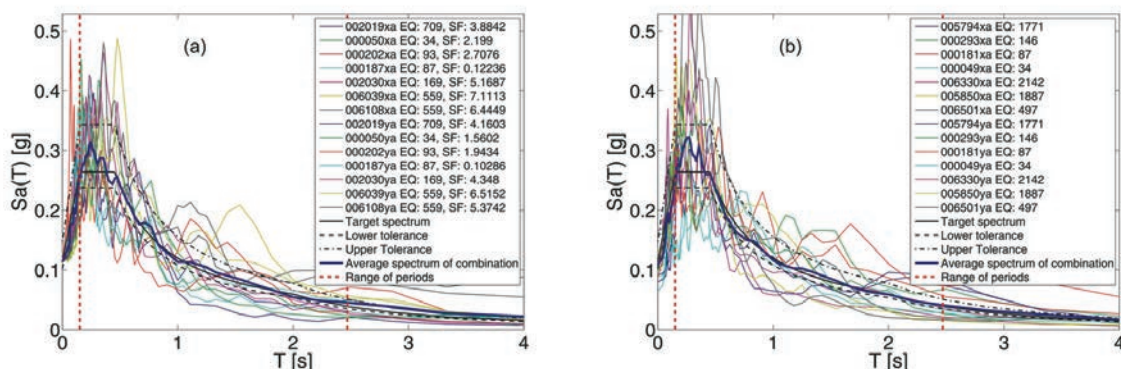 (a)
Sa(T) [g]
0.5
0.4
0.3
0.2
0.1
0
002019xa EQ: 709, SF: 3.8842
000050xa EQ: 34, SF: 2.199
000202xa EQ: 93, SF: 2.7076
000187xa EQ: 87, SF: 0.12236
002030xa EQ: 169, SF: 5.1687
006039xa EQ: 559, SF: 7.1113
006108xa EQ: 559, SF: 6.4449
002019ya EQ: 709, SF: 4.1603
000050ya EQ: 34, SF: 1.5602
000202ya EQ: 93, SF: 1.9434
000187ya EQ: 87, SF: 0.10286
002030ya EQ: 169, SF: 4.348
006039ya EQ: 559, SF: 6.5152
006108ya EQ: 559, SF: 5.3742
Target spectrum
Lower tolerance
Upper Tolerance
Average spectrum of combination
Range of periods
0 1 2 3 4
T [s]
(b)
Sa(T) [g]
0.5
0.4
0.3
0.2
0.1
0
005794xa EQ: 1771
000293xa EQ: 146
000181xa EQ: 87
000049xa EQ: 34
006330xa EQ: 2142
005850xa EQ: 1887
006501xa EQ: 497
005794ya EQ: 1771
000293ya EQ: 146
000181ya EQ: 87
000049ya EQ: 34
006330ya EQ: 2142
005850ya EQ: 1887
006501ya EQ: 497
Target spectrum
Lower tolerance
Upper Tolerance
Average spectrum of combination
Range of periods
0 1 2 3 4
T [s]